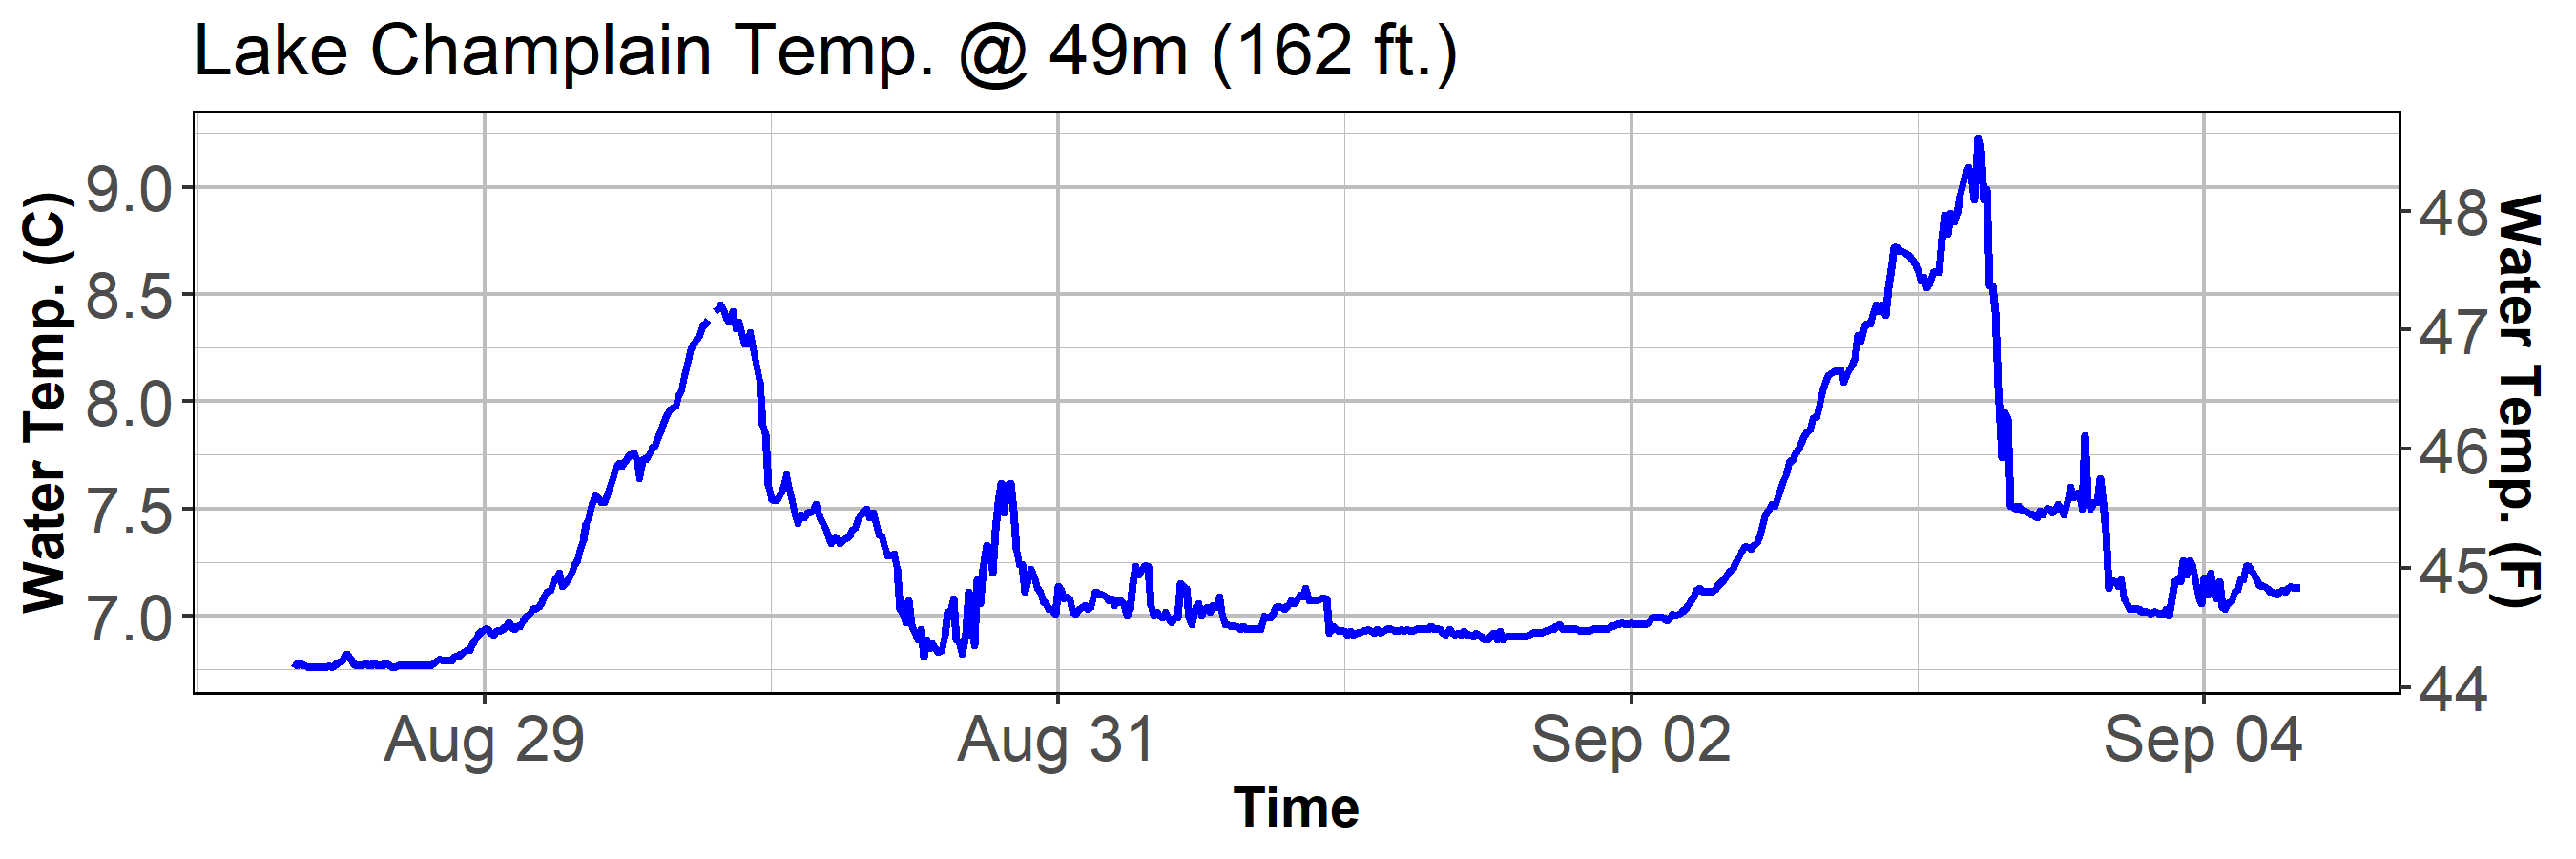 Lake Champlain Temp. @ 49m (162 ft.)
Water Temp. (C)
9.0
8.5
8.0
7.5
7.0
48
47
46
45
44
Water Temp. (F)
Aug 29
Aug 31
Sep 02
Sep 04
Time